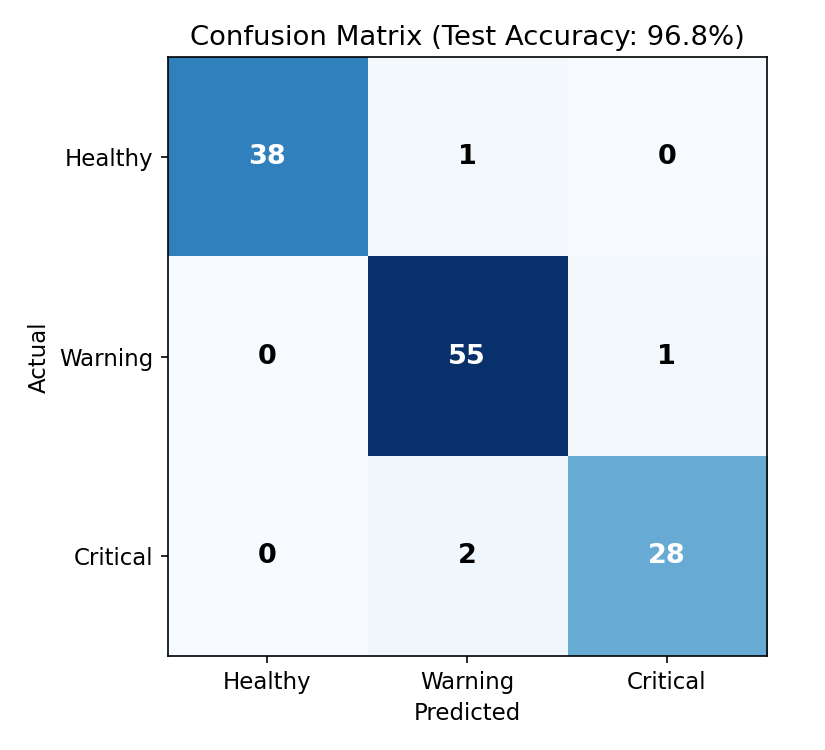 Confusion Matrix (Test Accuracy: 96.8%)
Healthy 38 1 0
Actual
Warning 0 55 1
Critical 0 2 28
Healthy Warning Critical
Predicted